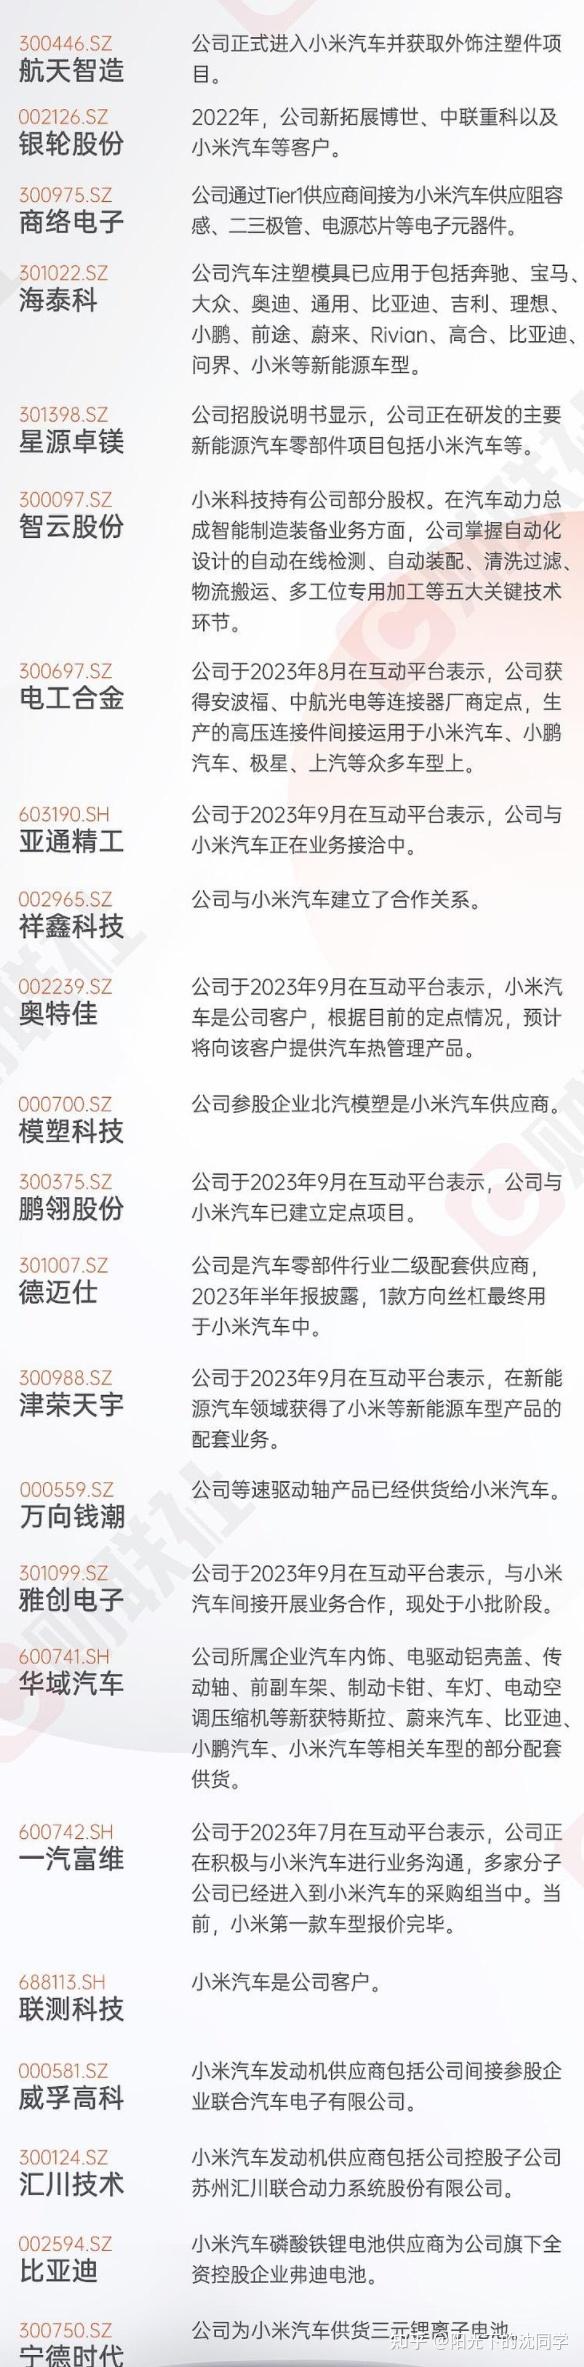 300446.SZ
航天智造
公司正式进入小米汽车并获取外饰注塑件项
目。
002126.SZ
银轮股份
2022年，公司新拓展博世、中联重科以及
小米汽车等客户。
300975.SZ
商络电子
公司通过Tier1供应商间接为小米汽车供应阻容
感、二三极管、电源芯片等电子元器件。
301022.SZ
海泰科
公司汽车注塑模具已应用于包括奔驰、宝马、
大众、奥迪、通用、比亚迪、吉利、理想、
小鹏、前途、蔚来、Rivian、高合、比亚迪、
问界、小米等新能源车型。
301398.SZ
星源卓镁
公司招股说明书显示，公司正在研发的主要
新能源汽车零部件项目包括小米汽车等。
300097.SZ
智云股份
小米科技持有公司部分股权。在汽车动力总
成智能制造装备业务方面，公司掌握自动化
设计的自动在线检测、自动装配、清洗过滤、
物流搬运、多工位专用加工等五大关键技术
环节。
300697.SZ
电工合金
公司于2023年8月在互动平台表示，公司获
得安波福、中航光电等连接器厂商定点，生
产的高压连接件间接运用于小米汽车、小鹏
汽车、极星、上汽等众多车型上。
603190.SH
亚通精工
公司于2023年9月在互动平台表示，公司与
小米汽车正在业务接洽中。
002965.SZ
祥鑫科技
公司与小米汽车建立了合作关系。
002239.SZ
奥特佳
公司于2023年9月在互动平台表示，小米汽
车是公司客户，根据目前的定点情况，预计
将向该客户提供汽车热管理产品。
000700.SZ
模塑科技
公司参股企业北汽模塑是小米汽车供应商。
300375.SZ
鹏翎股份
公司于2023年9月在互动平台表示，公司与
小米汽车已建立定点项目。
301007.SZ
德迈仕
公司是汽车零部件行业二级配套供应商，
2023年半年报披露，1款方向丝杠最终用
于小米汽车中。
300988.SZ
津荣天宇
公司于2023年9月在互动平台表示，在新能
源汽车领域获得了小米等新能源车型产品的
配套业务。
000559.SZ
万向钱潮
公司等速驱动轴产品已经供货给小米汽车。
301099.SZ
雅创电子
公司于2023年9月在互动平台表示，与小米
汽车间接开展业务合作，现处于小批阶段。
600741.SH
华域汽车
公司所属企业汽车内饰、电驱动铝壳盖、传
动轴、前副车架、制动卡钳、车灯、电动空
调压缩机等新获特斯拉、蔚来汽车、比亚迪、
小鹏汽车、小米汽车等相关车型的部分配套
供货。
600742.SH
一汽富维
公司于2023年7月在互动平台表示，公司正
在积极与小米汽车进行业务沟通，多家分子
公司已经进入到小米汽车的采购组当中。当
前，小米第一款车型报价完毕。
688113.SH
联测科技
小米汽车是公司客户。
000581.SZ
威孚高科
小米汽车发动机供应商包括公司间接参股企
业联合汽车电子有限公司。
300124.SZ
汇川技术
小米汽车发动机供应商包括公司控股子公司
苏州汇川联合动力系统股份有限公司。
002594.SZ
比亚迪
小米汽车磷酸铁锂电池供应商为公司旗下全
资控股企业弗迪电池。
300750.SZ
宁德时代
公司为小米汽车供货三元锂离子电池。
知乎 @阳光下的沈同学
财联社